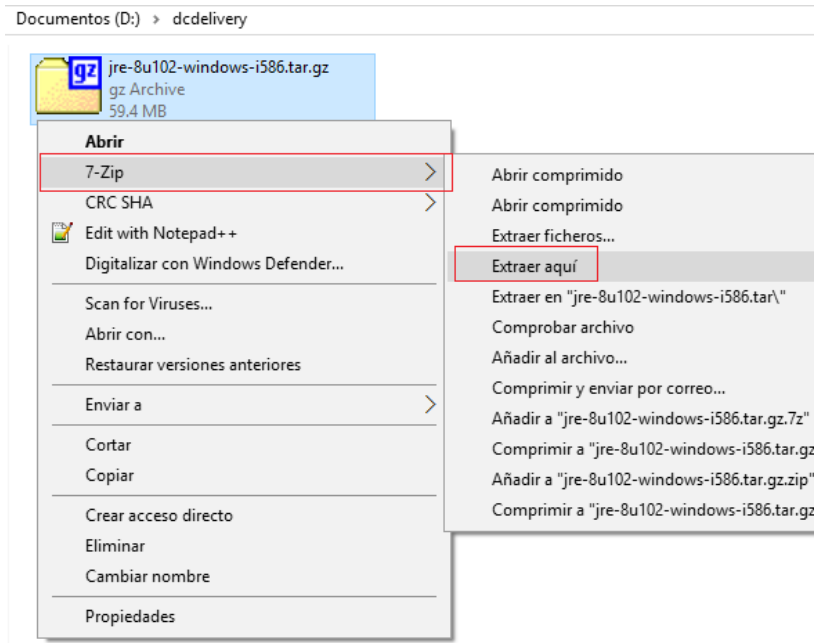 Documentos (D:) > dcdelivery
gz
jre-8u102-windows-i586.tar.gz
gz Archive
59.4 MB
Abrir
7-Zip
CRC SHA
Edit with Notepad++
Digitalizar con Windows Defender...
Scan for Viruses...
Abrir con...
Restaurar versiones anteriores
Enviar a
Cortar
Copiar
Crear acceso directo
Eliminar
Cambiar nombre
Propiedades
Abrir comprimido
Abrir comprimido
Extraer ficheros...
Extraer aquí
Extraer en "jre-8u102-windows-i586.tar\"
Comprobar archivo
Añadir al archivo...
Comprimir y enviar por correo...
Añadir a "jre-8u102-windows-i586.tar.gz.7z"
Comprimir a "jre-8u102-windows-i586.tar.gz
Añadir a "jre-8u102-windows-i586.tar.gz.zip"
Comprimir a "jre-8u102-windows-i586.tar.gz